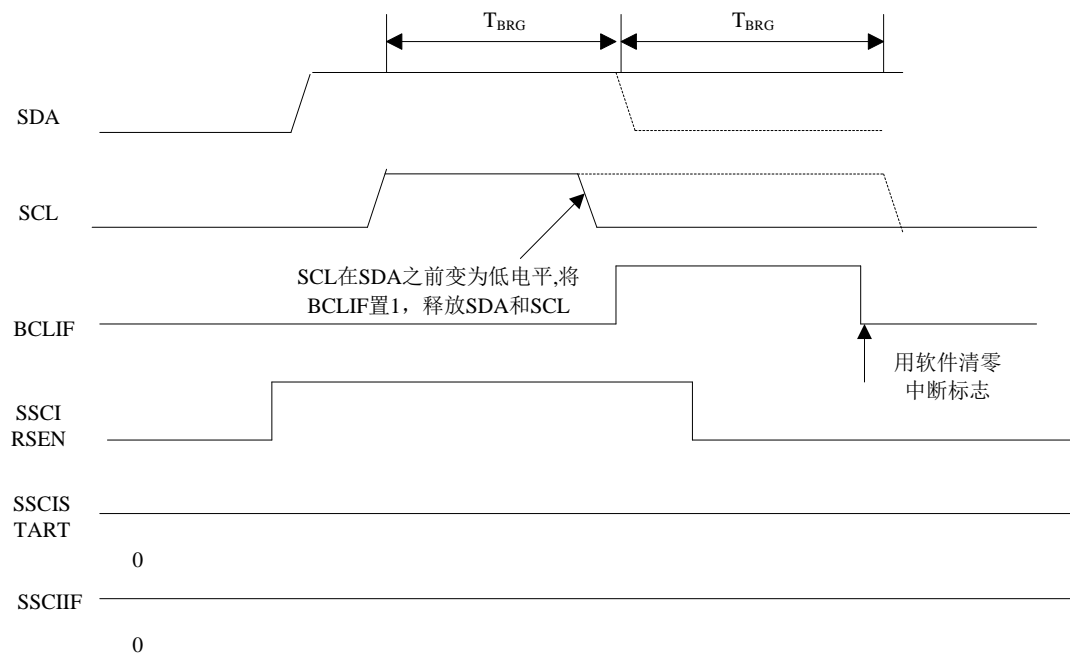 T_BRG T_BRG
SDA
SCL
SCL在SDA之前变为低电平,将
BCLIF置1，释放SDA和SCL
BCLIF
用软件清零
中断标志
SSCI
RSEN
SSCIS
TART
0
SSCIIF
0